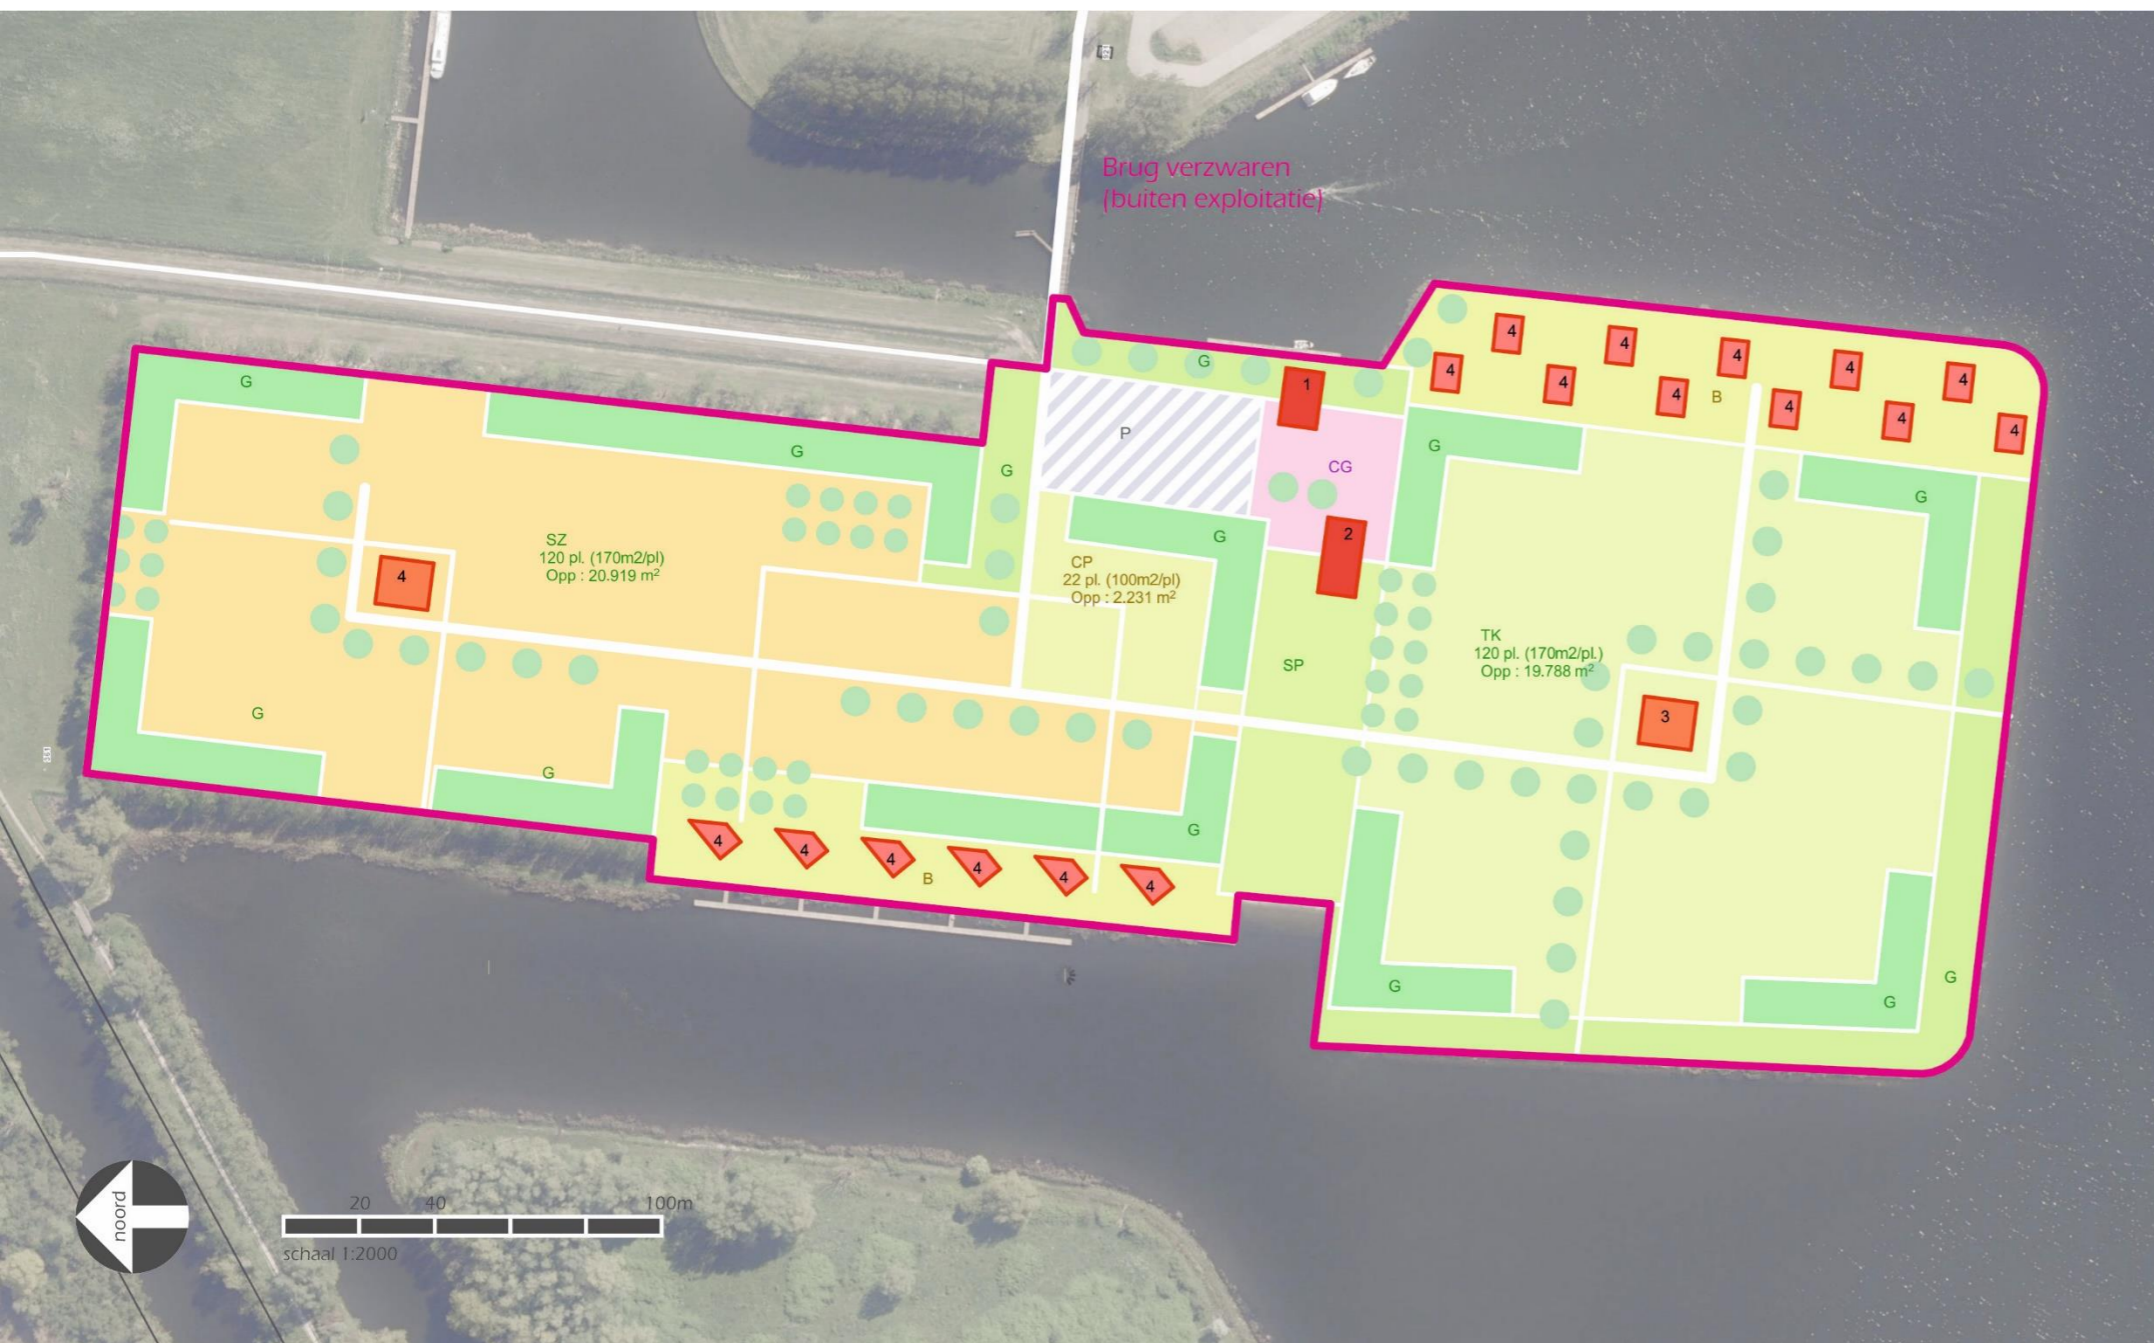 Brug verzwaren
(buiten exploitatie)
4
4
4
4
4
4
4
4
4
4
4
B
G
G
1
P
CG
G
G
G
G
G
2
G
SZ
120 pl. (170m2/pl)
Opp : 20.919 m²
4
CP
22 pl. (100m2/pl)
Opp : 2.231 m²
SP
TK
120 pl. (170m2/pl.)
Opp : 19.788 m²
3
G
G
G
4
4
4
4
4
4
B
G
G
G
noord
20
40
100m
schaal 1:2000